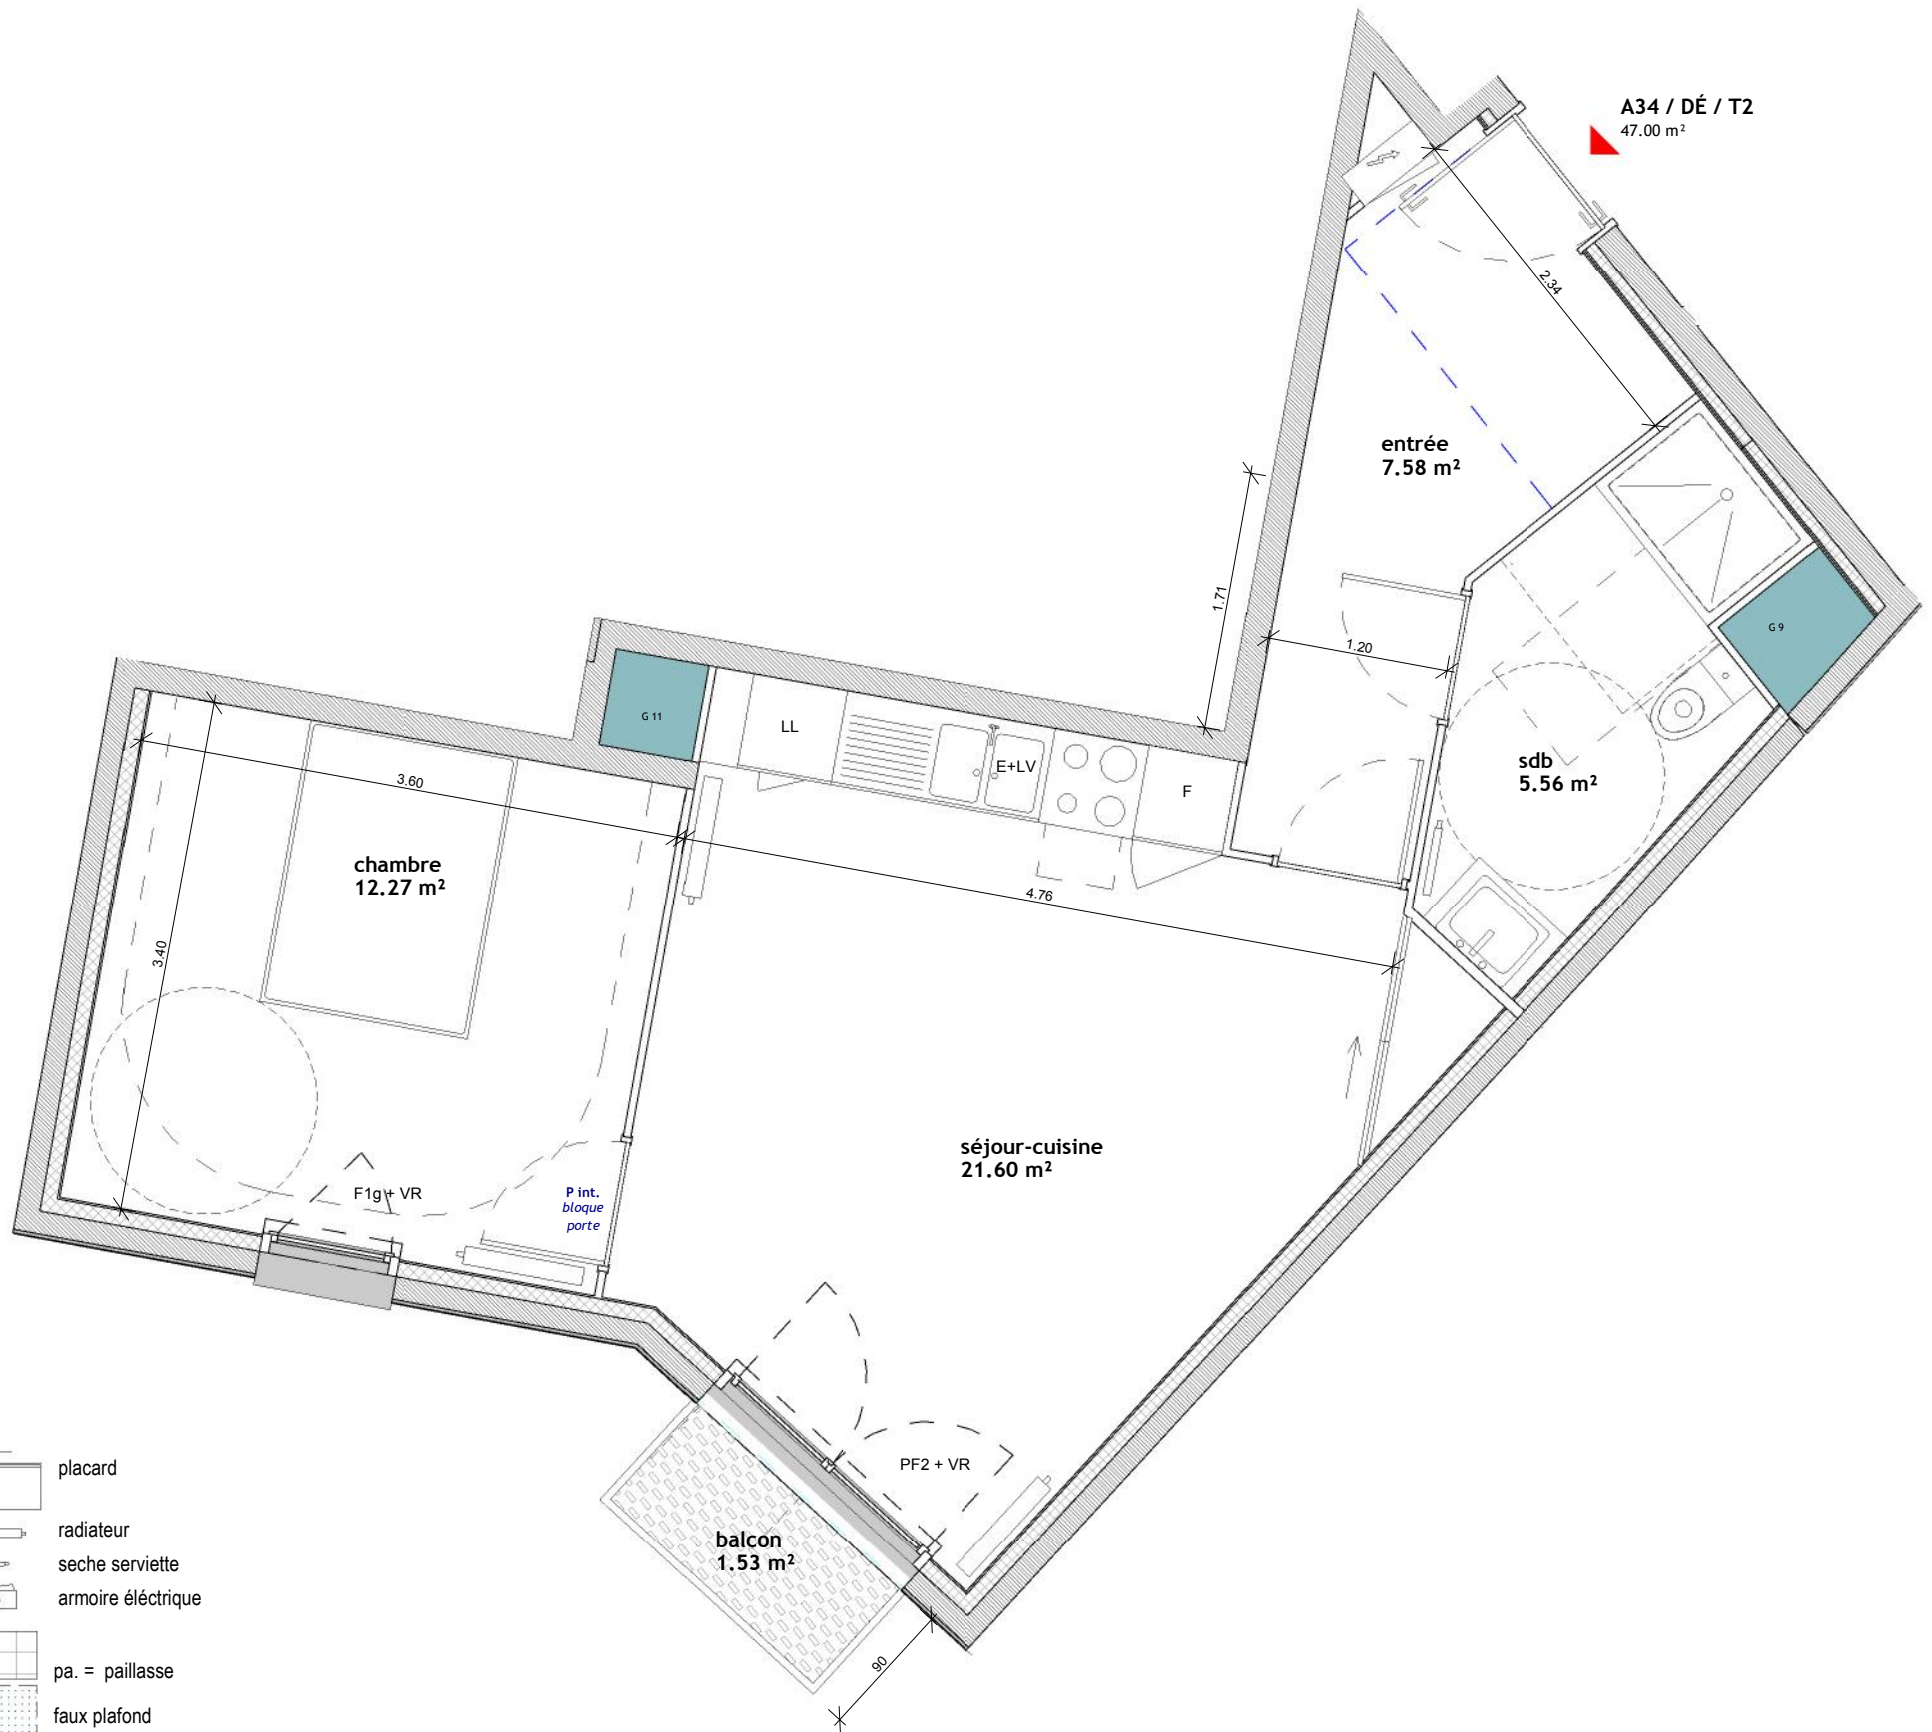 A34 / DÉ / T2
47.00 m²
2.34
entrée
7.58 m²
1.71
1.20
G 9
G 11
LL
E+LV
F
sdb
5.56 m²
3.60
chambre
12.27 m²
4.76
3.40
séjour-cuisine
21.60 m²
F1g + VR
P int.
bloque
porte
PF2 + VR
balcon
1.53 m²
90
placard
radiateur
seche serviette
armoire éléctrique
pa. = paillasse
faux plafond